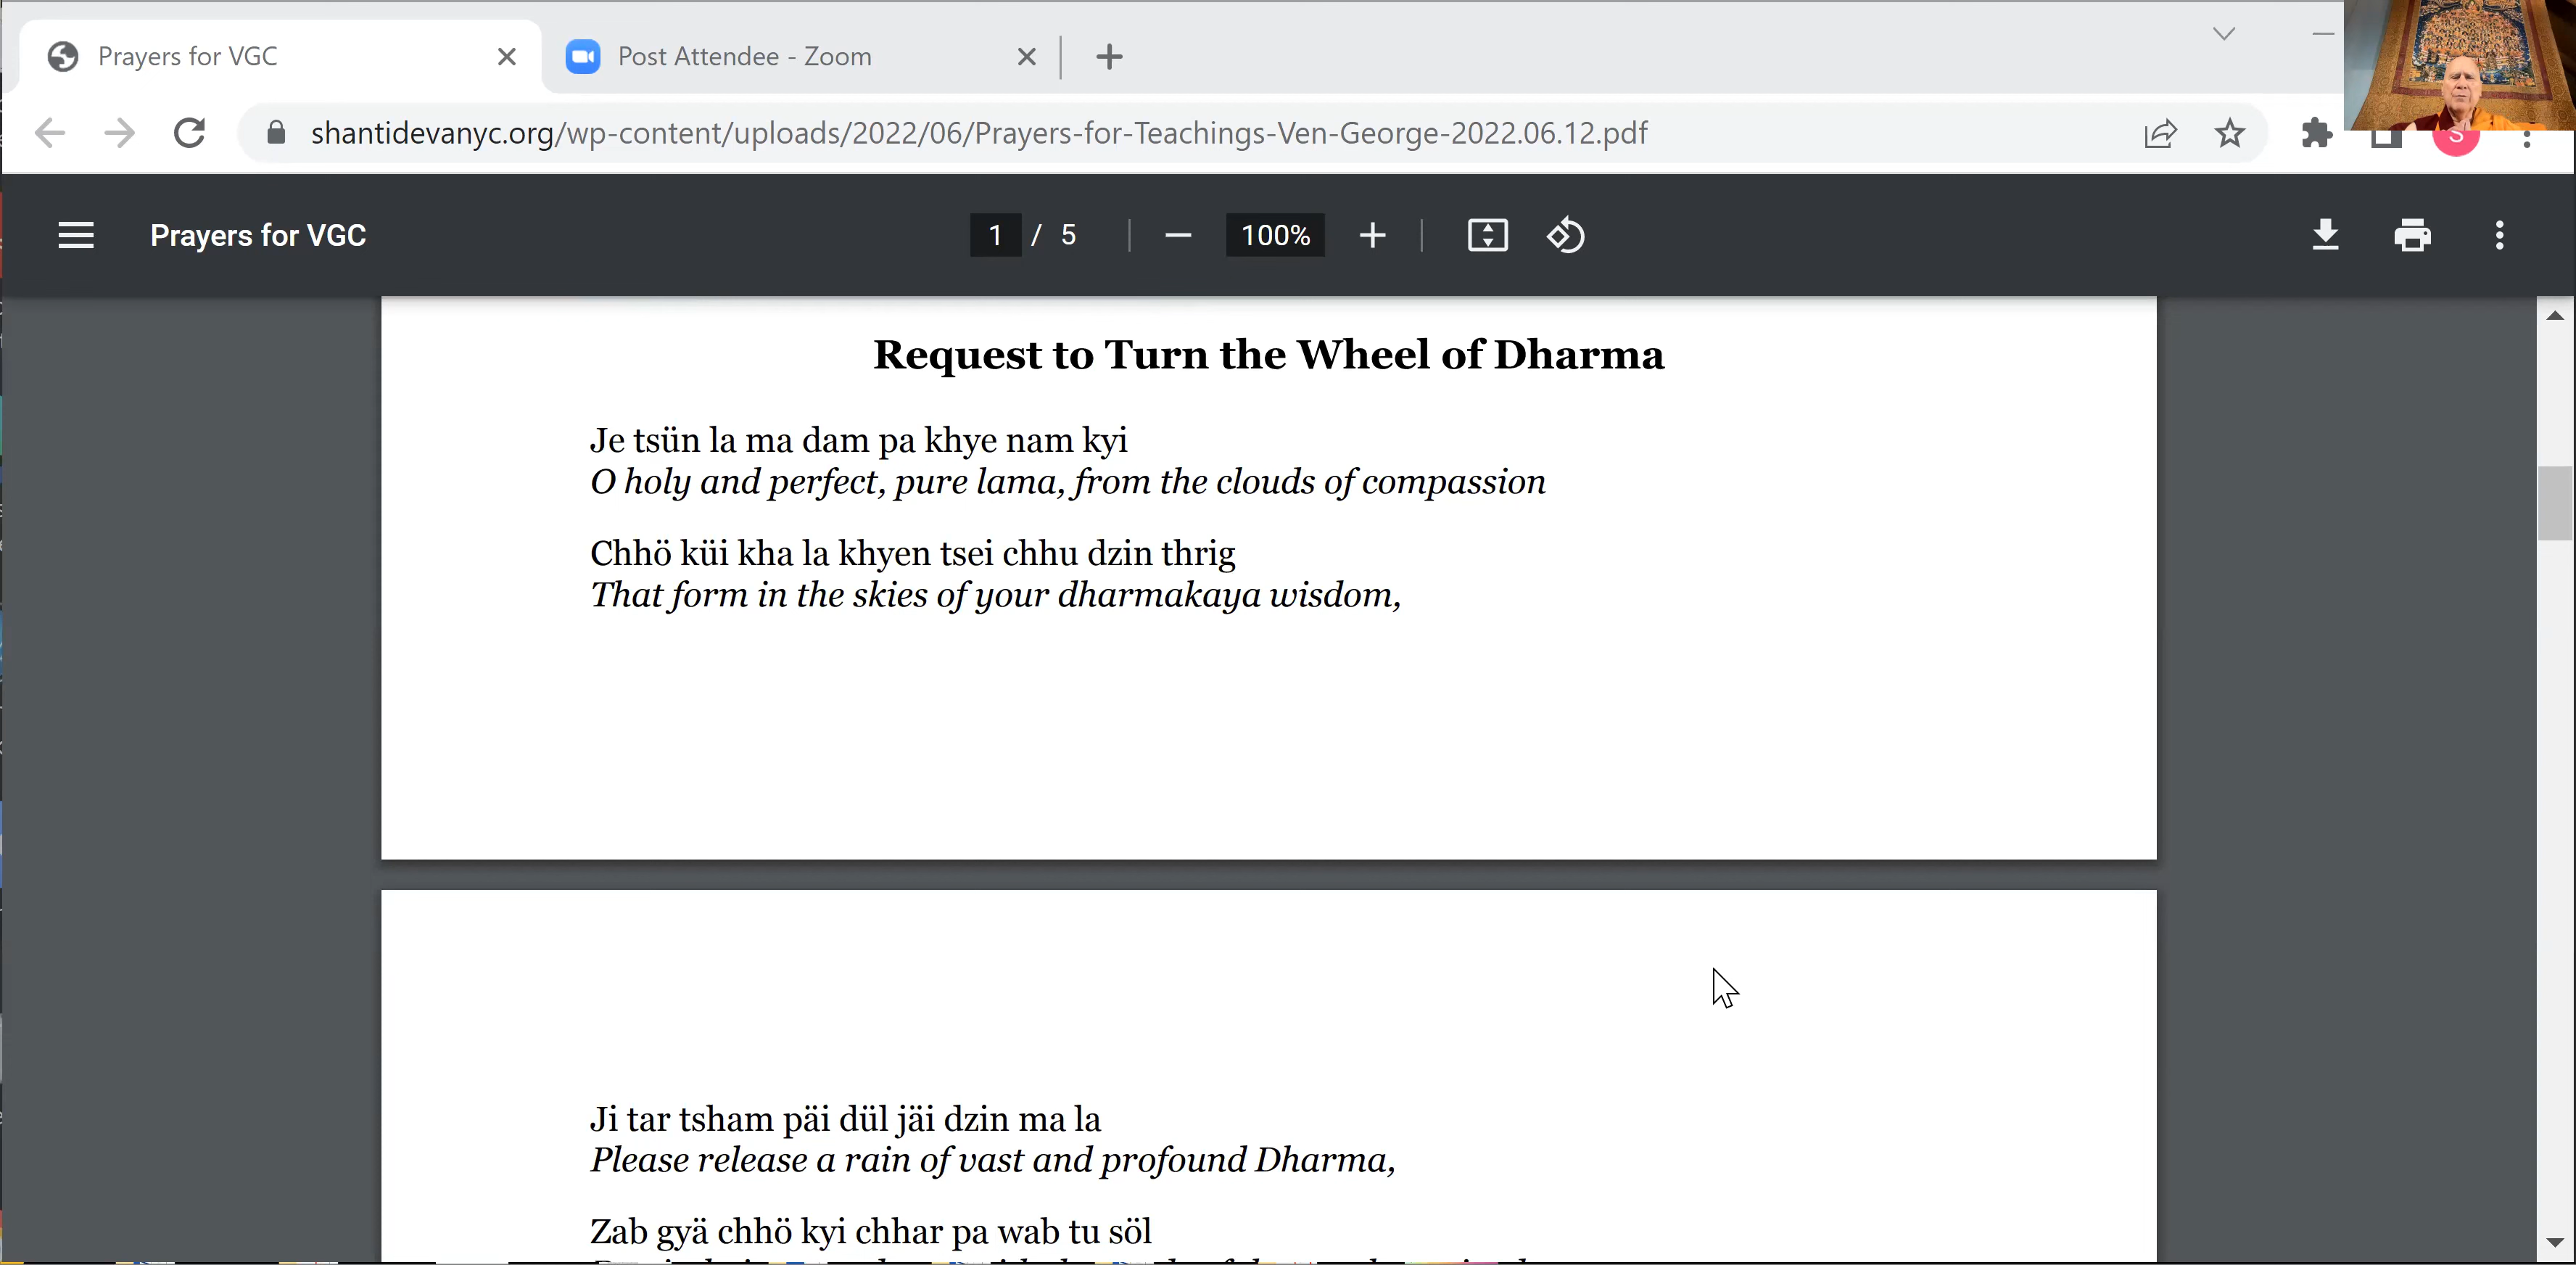 Prayers for VGC
Post Attendee - Zoom
shantidevanyc.org/wp-content/uploads/2022/06/Prayers-for-Teachings-Ven-George-2022.06.12.pdf
S
Prayers for VGC
1 / 5
100%
Request to Turn the Wheel of Dharma
Je tsün la ma dam pa khye nam kyi
O holy and perfect, pure lama, from the clouds of compassion
Chhö küi kha la khyen tsei chhu dzin thrig
That form in the skies of your dharmakaya wisdom,
Ji tar tsham päi dül jäi dzin ma la
Please release a rain of vast and profound Dharma,
Zab gyä chhö kyi chhar pa wab tu söl